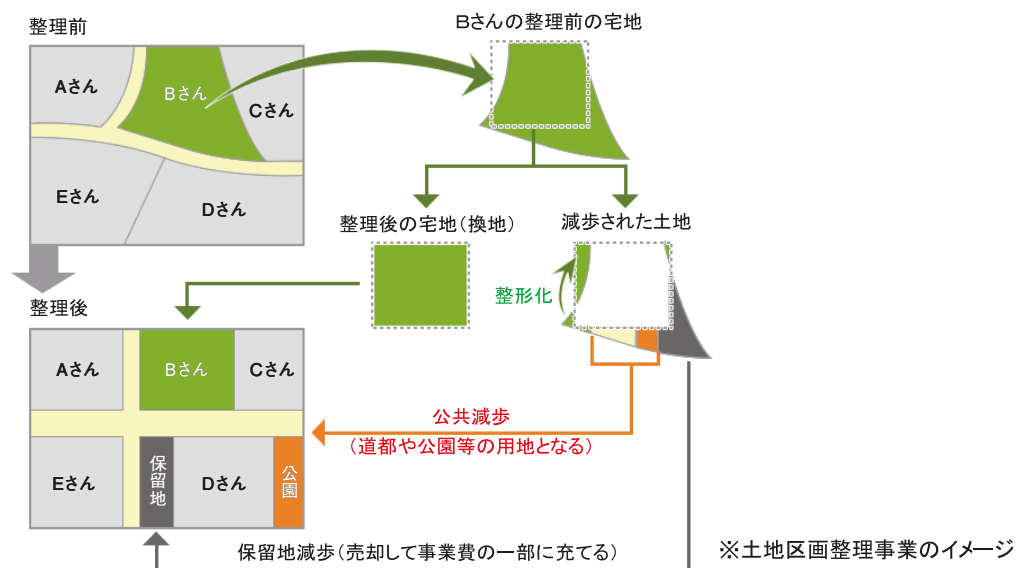 整理前
Aさん
Bさん
Cさん
Eさん
Dさん
Bさんの整理前の宅地
整理後の宅地(換地)
減歩された土地
整形化
整理後
Aさん
Bさん
Cさん
Eさん
保留地
Dさん
公園
公共減歩
(道都や公園等の用地となる)
保留地減歩(売却して事業費の一部に充てる)
※土地区画整理事業のイメージ